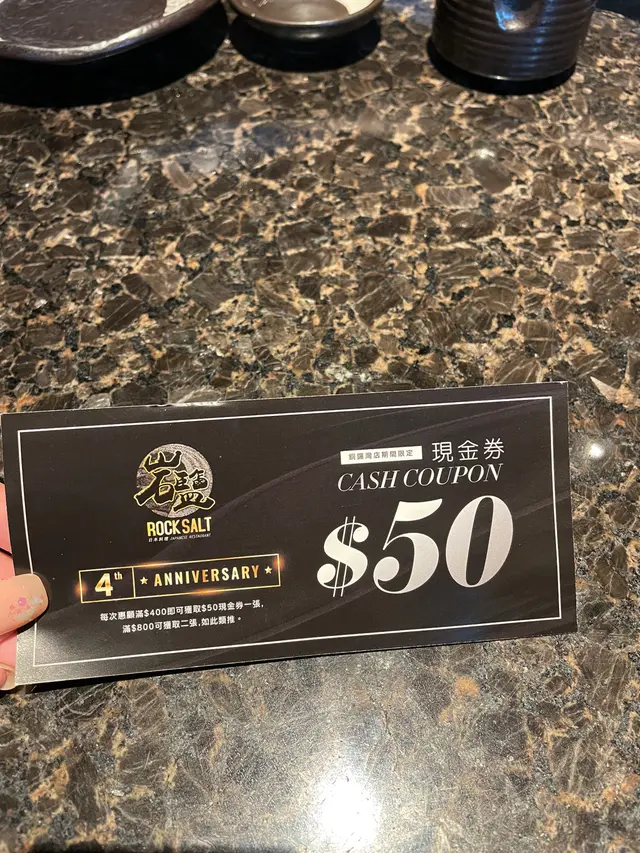 岩鹽
ROCKSALT
日本料理 JAPANESE RESTAURANT
4th ★ ANNIVERSARY ★
每次惠顧滿$400即可獲取$50現金券一張,
滿$800可獲取二張,如此類推。
銅鑼灣店期間限定 現金券
CASH COUPON
$50